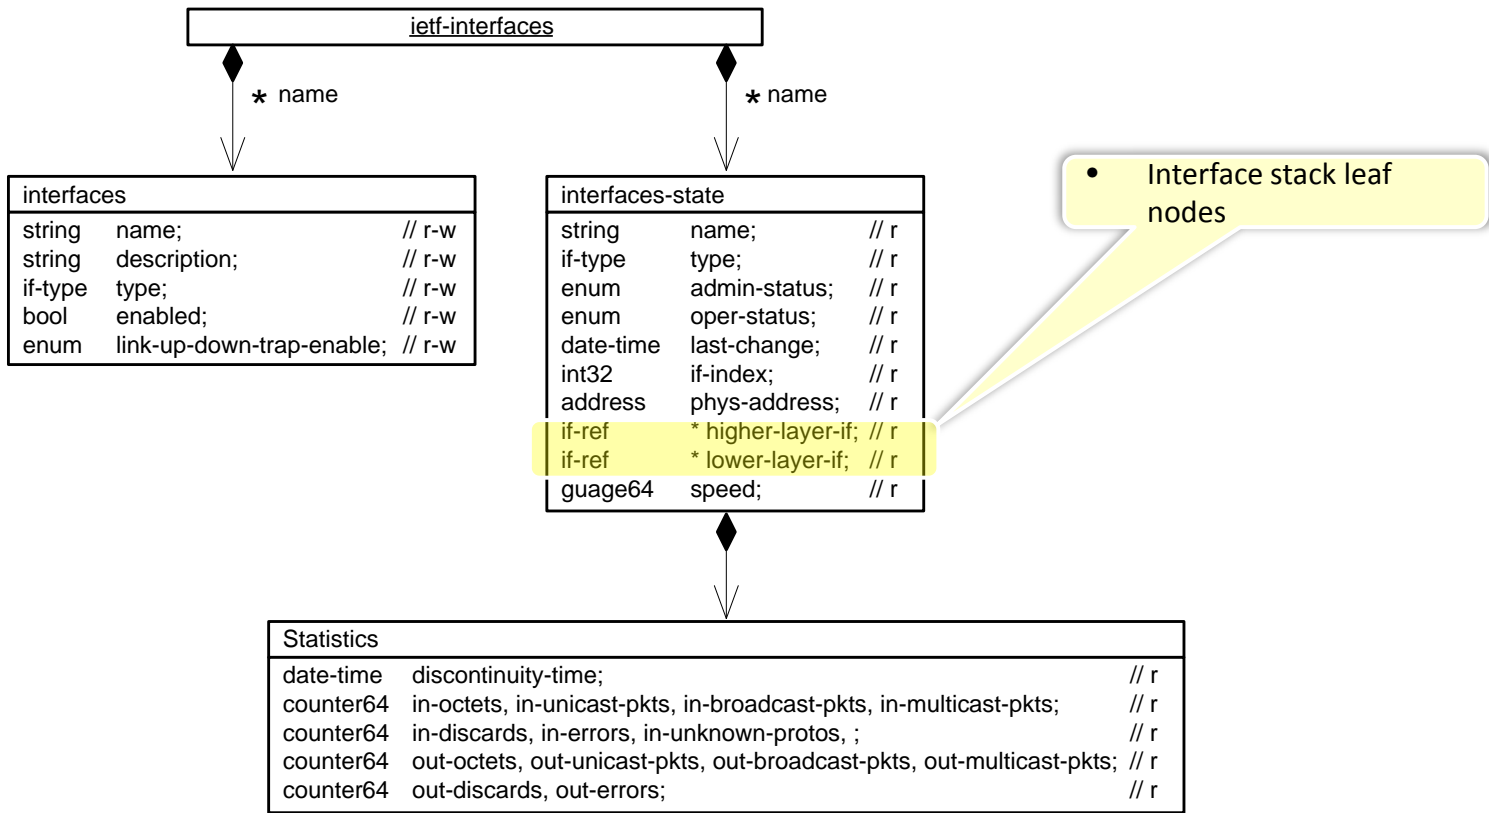 ietf-interfaces
* name
* name
interfaces
string name; // r-w
string description; // r-w
if-type type; // r-w
bool enabled; // r-w
enum link-up-down-trap-enable; // r-w
interfaces-state
string name; // r
if-type type; // r
enum admin-status; // r
enum oper-status; // r
date-time last-change; // r
int32 if-index; // r
address phys-address; // r
if-ref * higher-layer-if; // r
if-ref * lower-layer-if; // r
guage64 speed; // r
• Interface stack leaf
nodes
Statistics
date-time discontinuity-time; // r
counter64 in-octets, in-unicast-pkts, in-broadcast-pkts, in-multicast-pkts; // r
counter64 in-discards, in-errors, in-unknown-protos, ; // r
counter64 out-octets, out-unicast-pkts, out-broadcast-pkts, out-multicast-pkts; // r
counter64 out-discards, out-errors; // r